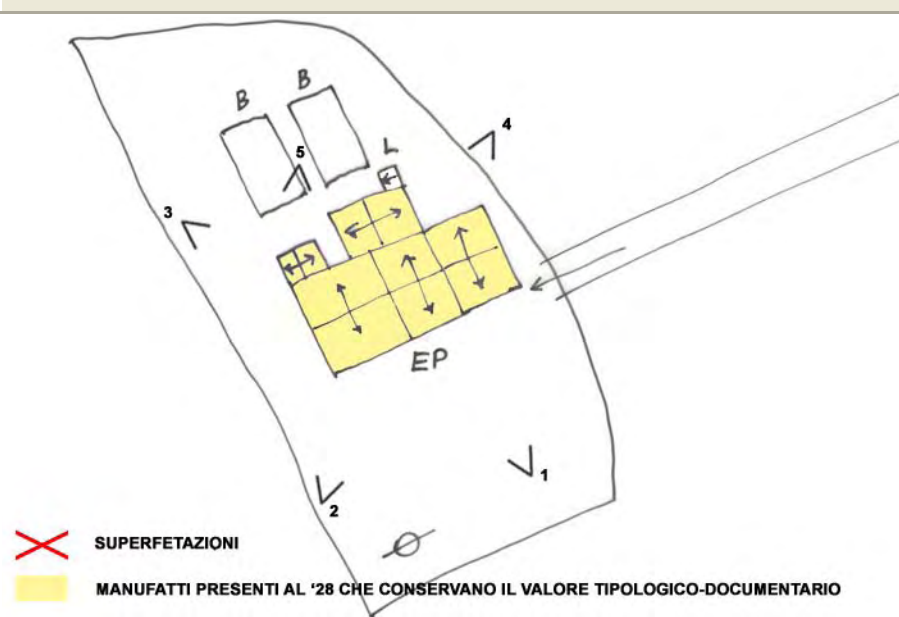 B
B
4
5
L
3
EP
1
2
SUPERFETAZIONI
MANUFATTI PRESENTI AL ‘28 CHE CONSERVANO IL VALORE TIPOLOGICO-DOCUMENTARIO